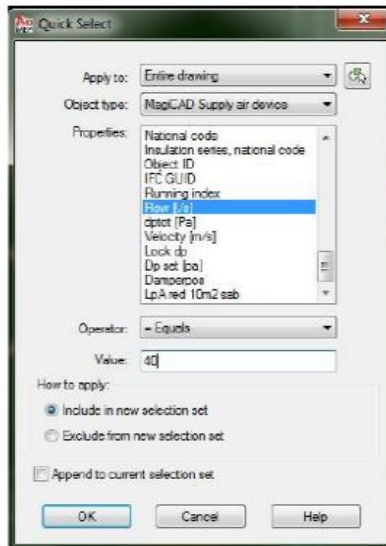 Quick Select
Apply to: Entire drawing
Object type: MagiCAD Supply air device
Properties:
National code
Insulation series, national code
Object ID
IFC GUID
Running index
Flow [l/s]
dptot [Pa]
Velocity [m/s]
Lock dp
Dp set [pa]
Damperpos
LpA red 10m2 sab
Operator: = Equals
Value: 40
How to apply:
Include in new selection set
Exclude from new selection set
Append to current selection set
OK Cancel Help